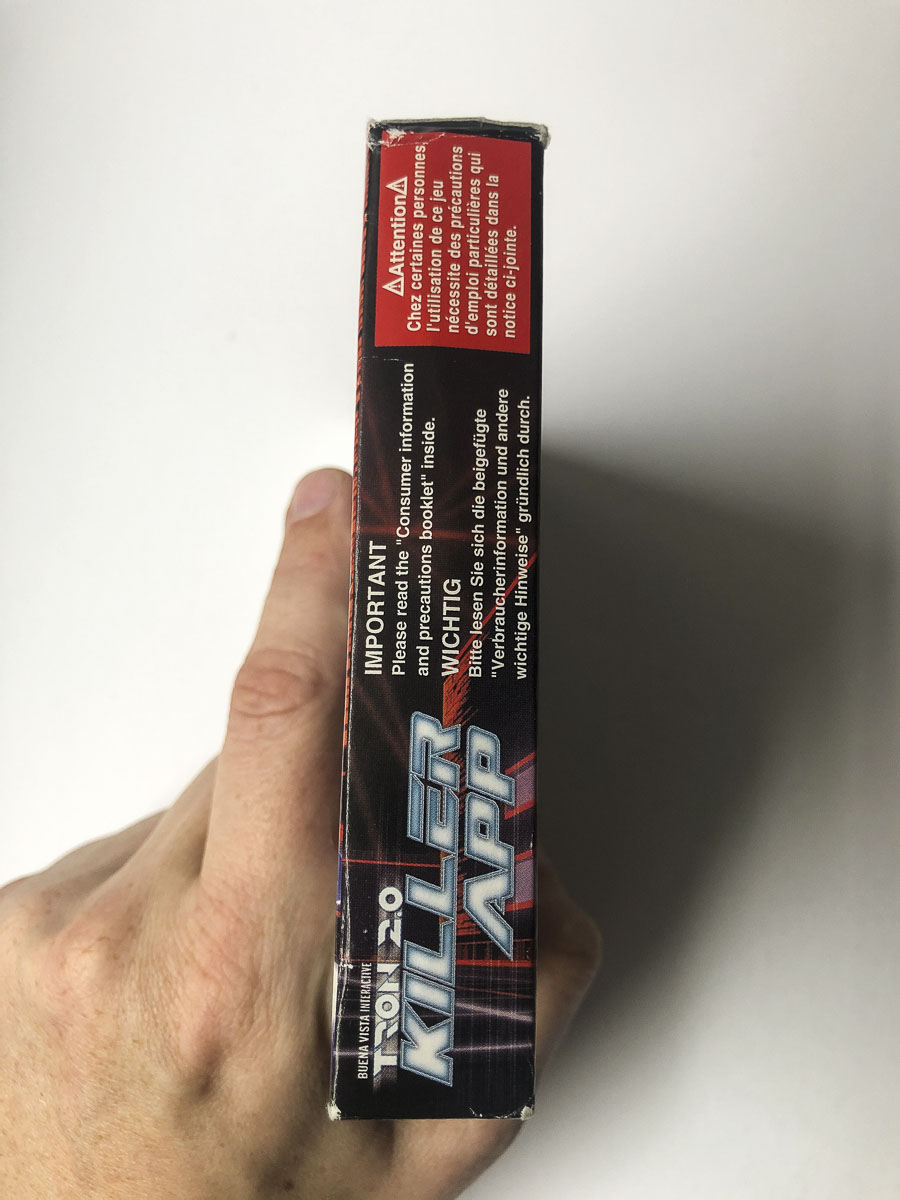 BUENA VISTA INTERACTIVE
TRON 2.0
KILLER
APP
IMPORTANT
Please read the "Consumer information
and precautions booklet" inside.
WICHTIG
Bitte lesen Sie sich die beigefügte
"Verbraucherinformation und andere
wichtige Hinweise" gründlich durch.
⚠Attention⚠
Chez certaines personnes,
l'utilisation de ce jeu
nécessite des précautions
d'emploi particulières qui
sont détaillées dans la
notice ci-jointe.